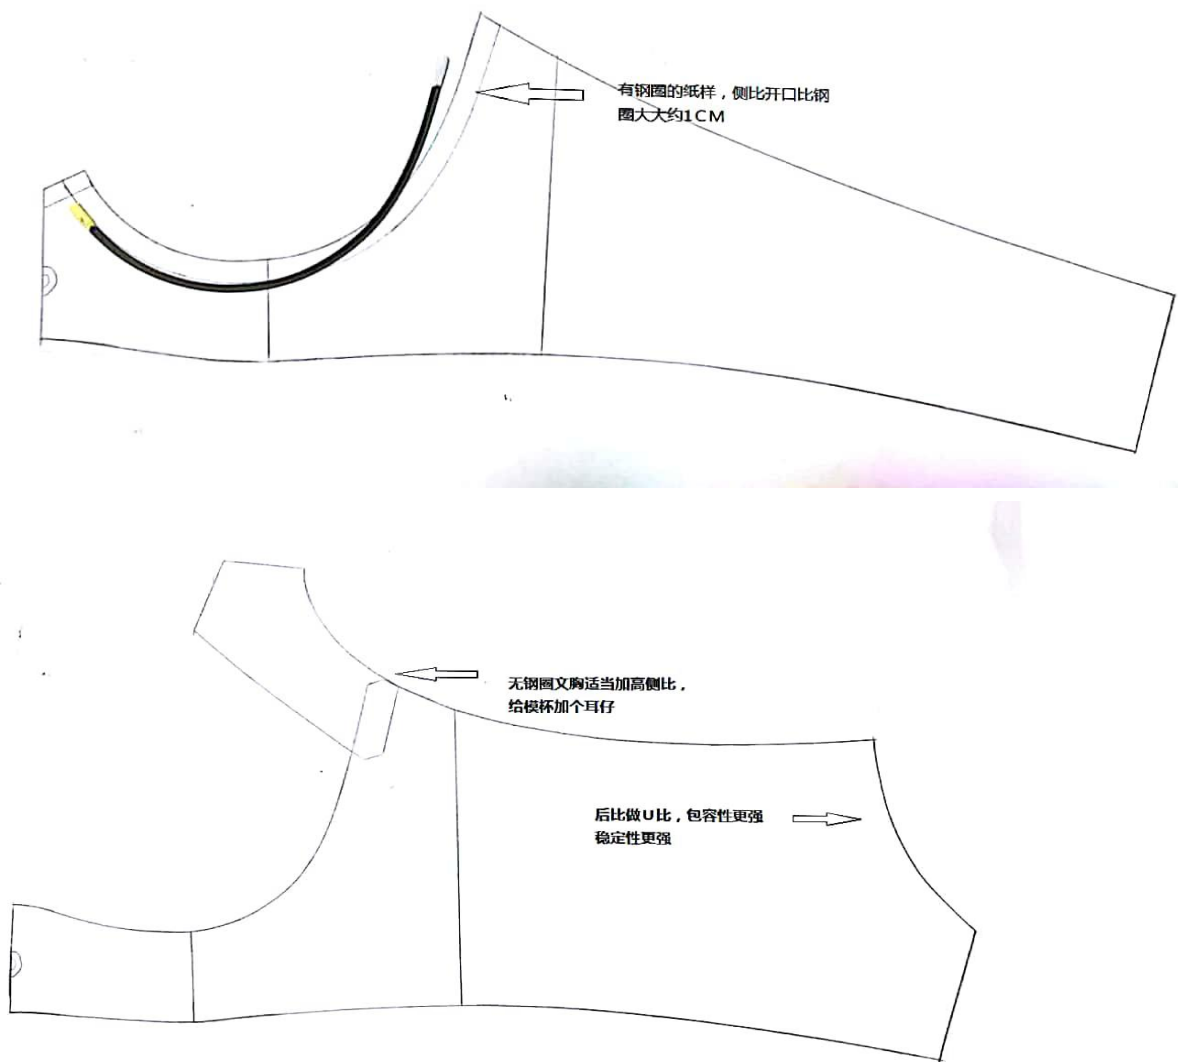 有钢圈的纸样，侧比开口比钢
圈大大约1CM
无钢圈文胸适当加高侧比，
给模杯加个耳仔
后比做U比，包容性更强
稳定性更强